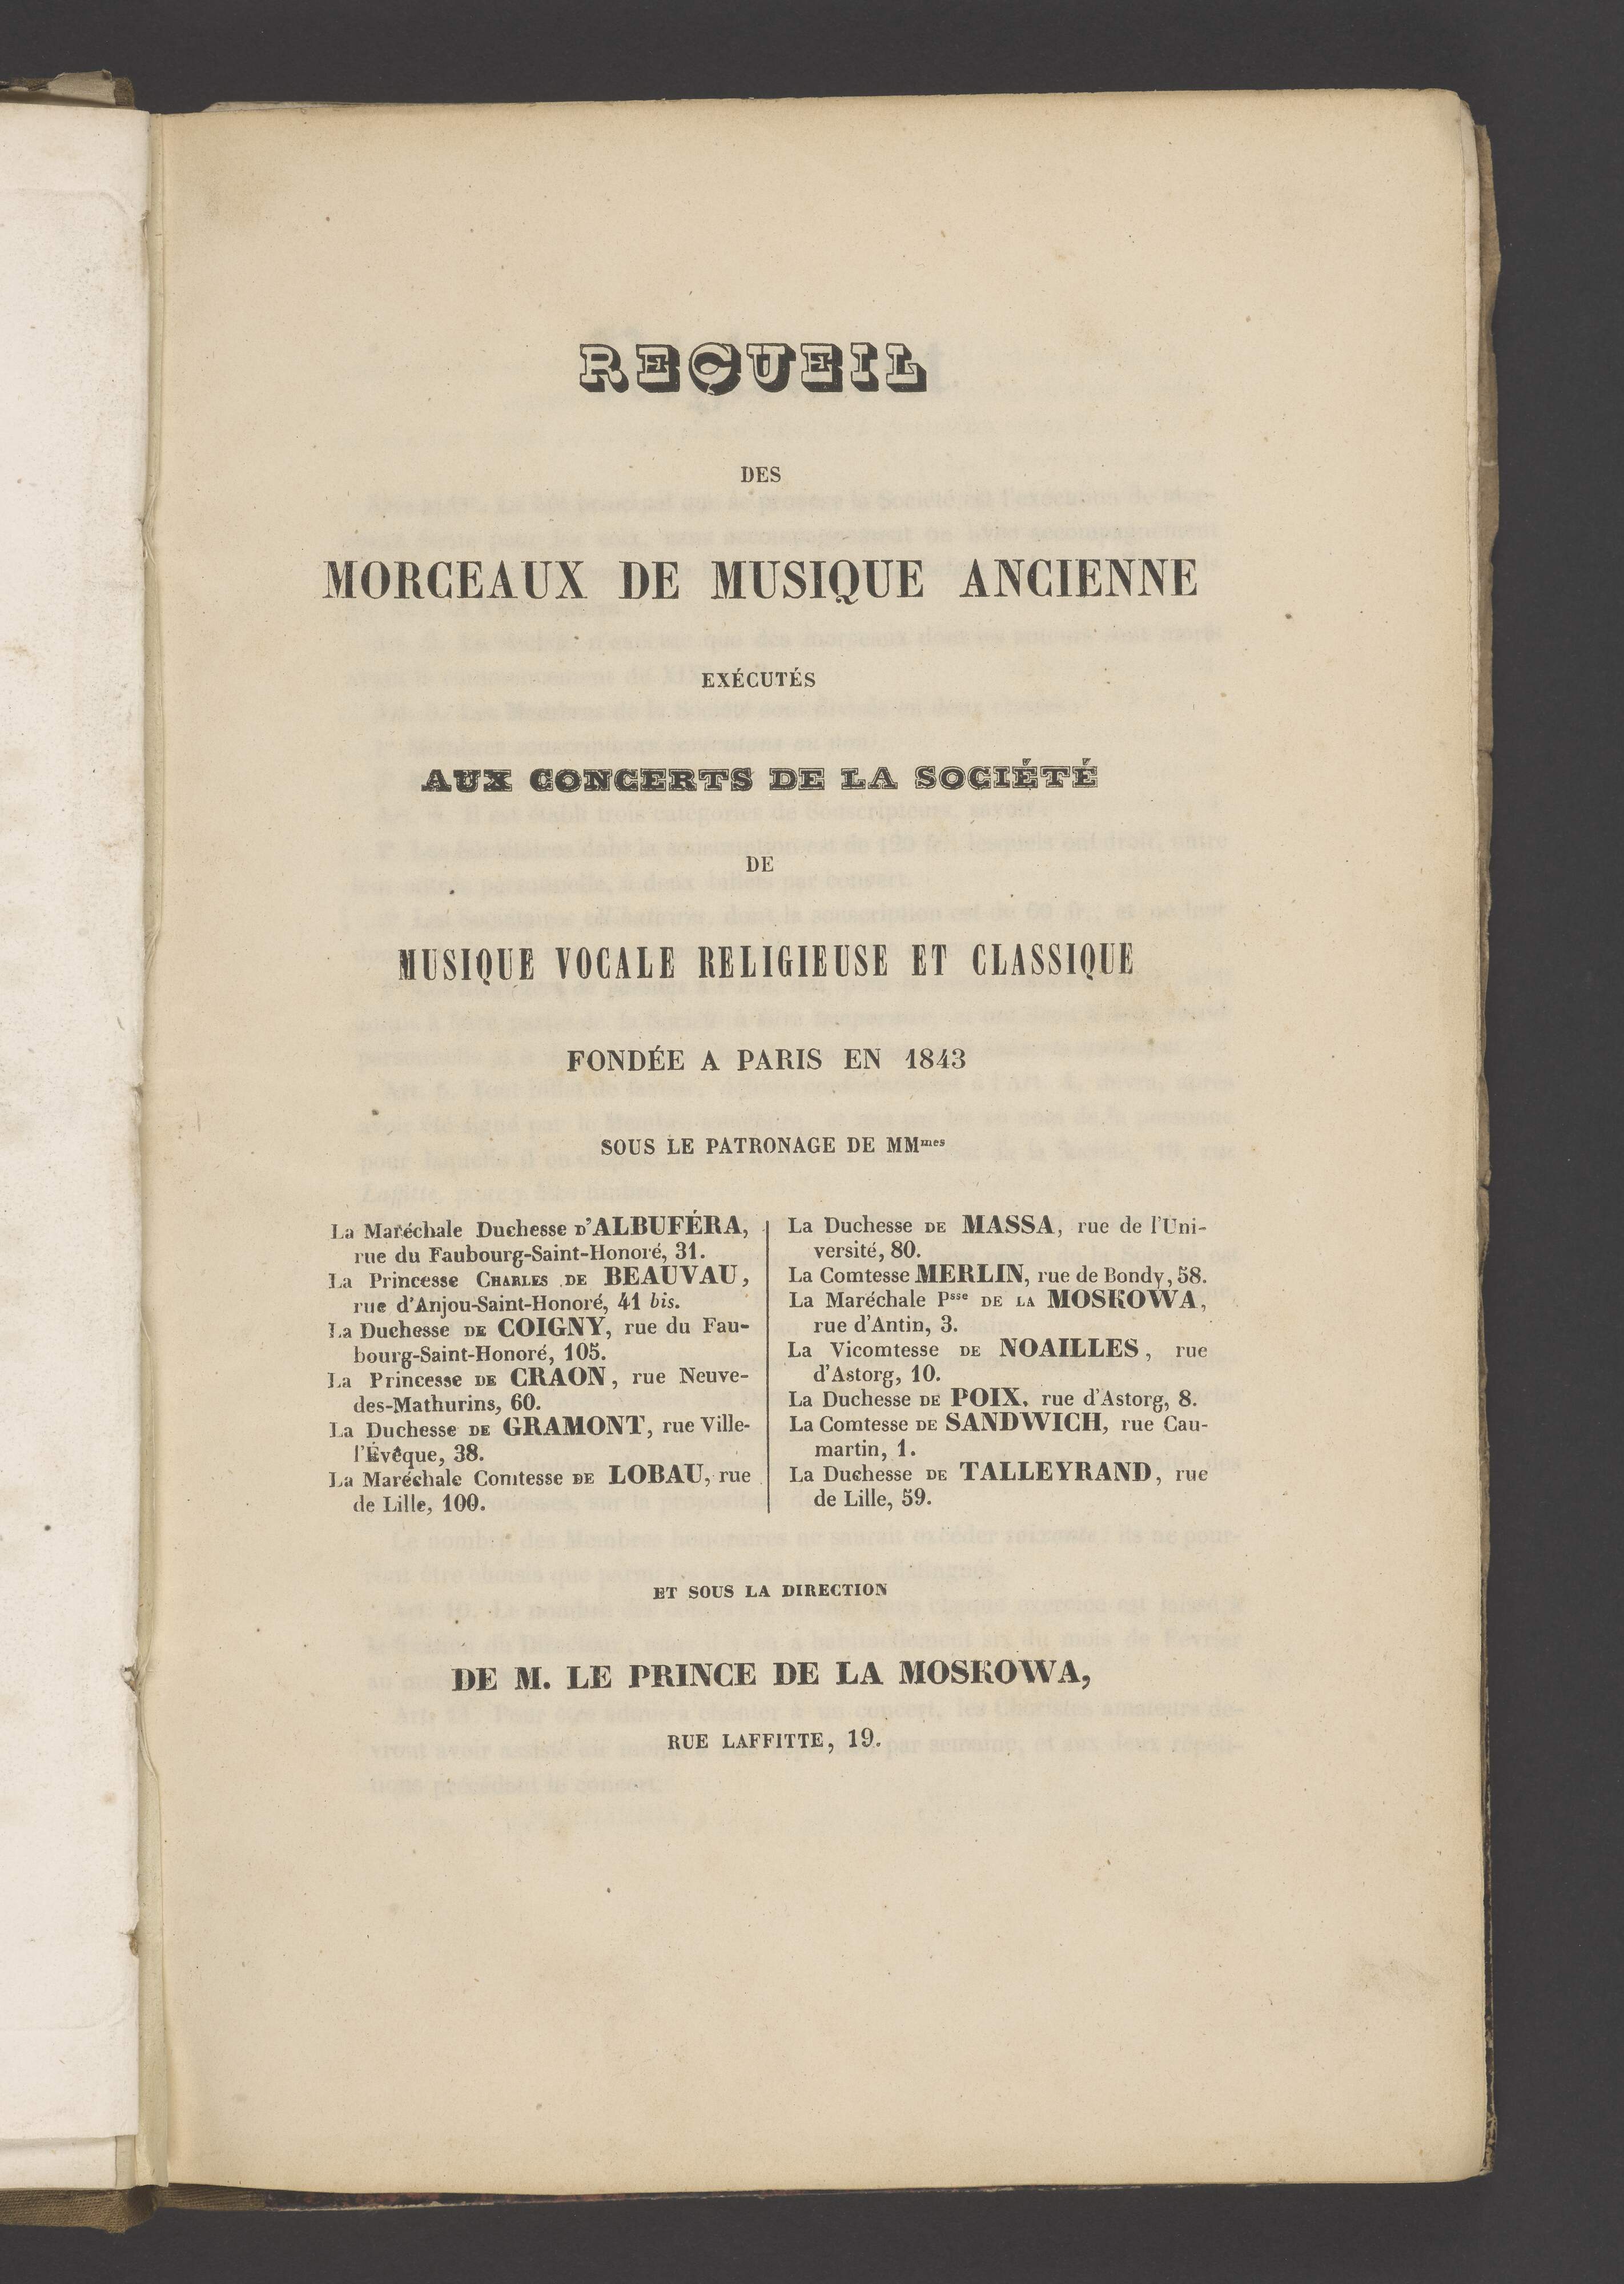 RECUEIL
DES
MORCEAUX DE MUSIQUE ANCIENNE
EXÉCUTÉS
AUX CONCERTS DE LA SOCIÉTÉ
DE
MUSIQUE VOCALE RELIGIEUSE ET CLASSIQUE
FONDÉE A PARIS EN 1843
SOUS LE PATRONAGE DE MMmes
La Maréchale Duchesse D'ALBUFÉRA,
rue du Faubourg-Saint-Honoré, 31.
La Princesse CHARLES DE BEAUVAU,
rue d'Anjou-Saint-Honoré, 41 bis.
La Duchesse DE COIGNY, rue du Fau-
bourg-Saint-Honoré, 105.
La Princesse DE CRAON, rue Neuve-
des-Mathurins, 60.
La Duchesse DE GRAMONT, rue Ville-
l'Évêque, 38.
La Maréchale Comtesse DE LOBAU, rue
de Lille, 100.
La Duchesse DE MASSA, rue de l'Uni-
versité, 80.
La Comtesse MERLIN, rue de Bondy, 58.
La Maréchale Psse DE LA MOSKOWA,
rue d'Antin, 3.
La Vicomtesse DE NOAILLES, rue
d'Astorg, 10.
La Duchesse DE POIX, rue d'Astorg, 8.
La Comtesse DE SANDWICH, rue Cau-
martin, 1.
La Duchesse DE TALLEYRAND, rue
de Lille, 59.
ET SOUS LA DIRECTION
DE M. LE PRINCE DE LA MOSKOWA,
RUE LAFFITTE, 19.